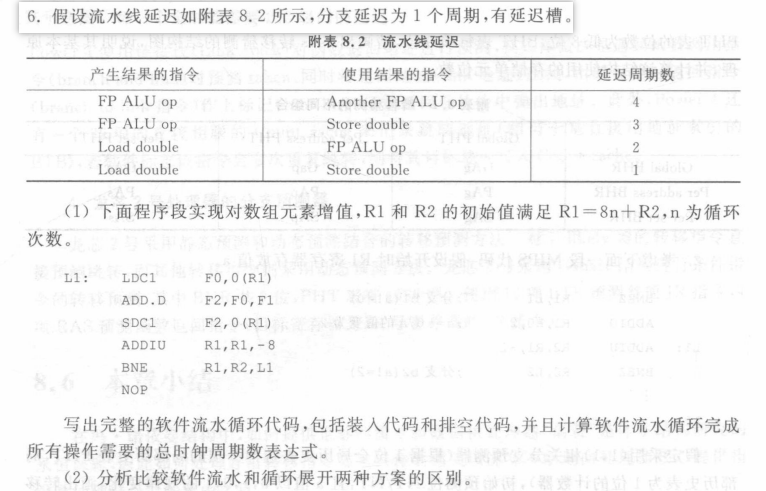 6. 假设流水线延迟如附表 8.2 所示,分支延迟为 1 个周期,有延迟槽。
附表 8.2 流水线延迟
产生结果的指令 使用结果的指令 延迟周期数
FP ALU op Another FP ALU op 4
FP ALU op Store double 3
Load double FP ALU op 2
Load double Store double 1
(1) 下面程序段实现对数组元素增值,R1 和 R2 的初始值满足 R1=8n+R2,n 为循环
次数。
L1: LDC1 F0,0(R1)
ADD.D F2,F0,F1
SDC1 F2,0(R1)
ADDIU R1,R1,-8
BNE R1,R2,L1
NOP
写出完整的软件流水循环代码,包括装入代码和排空代码,并且计算软件流水循环完成
所有操作需要的总时钟周期数表达式。
(2) 分析比较软件流水和循环展开两种方案的区别。